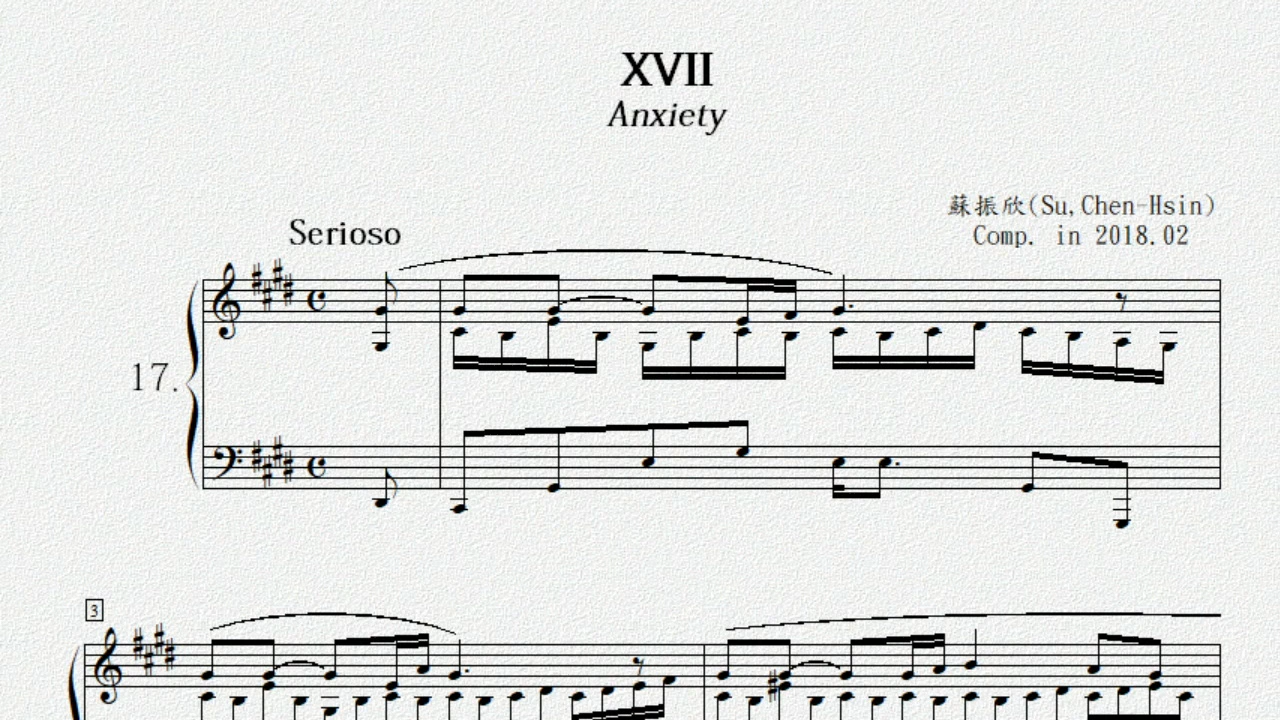 XVII
Anxiety
蘇振欣(Su,Chen-Hsin)
Comp. in 2018.02
Serioso
17.
3